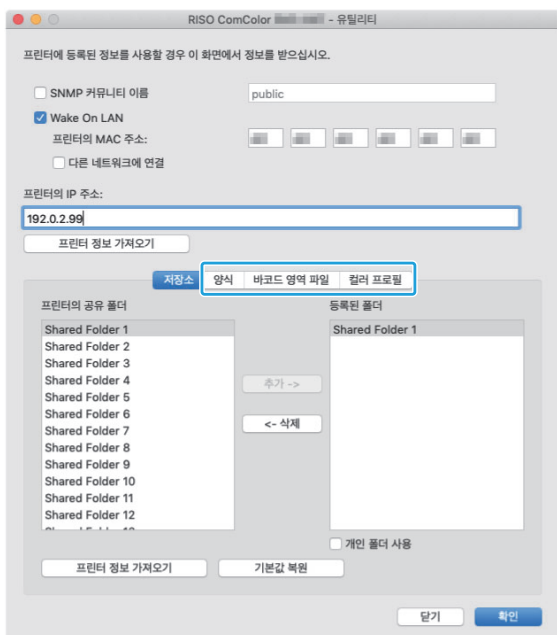 RISO ComColor - 유틸리티
프린터에 등록된 정보를 사용할 경우 이 화면에서 정보를 받으십시오.
SNMP 커뮤니티 이름 public
Wake On LAN
프린터의 MAC 주소:
다른 네트워크에 연결
프린터의 IP 주소:
192.0.2.99
프린터 정보 가져오기
저장소 양식 바코드 영역 파일 컬러 프로필
프린터의 공유 폴더 등록된 폴더
Shared Folder 1 Shared Folder 1
Shared Folder 2
Shared Folder 3
Shared Folder 4
추가 ->
Shared Folder 5
Shared Folder 6
<- 삭제
Shared Folder 7
Shared Folder 8
Shared Folder 9
Shared Folder 10
Shared Folder 11
Shared Folder 12
개인 폴더 사용
프린터 정보 가져오기 기본값 복원
닫기 확인